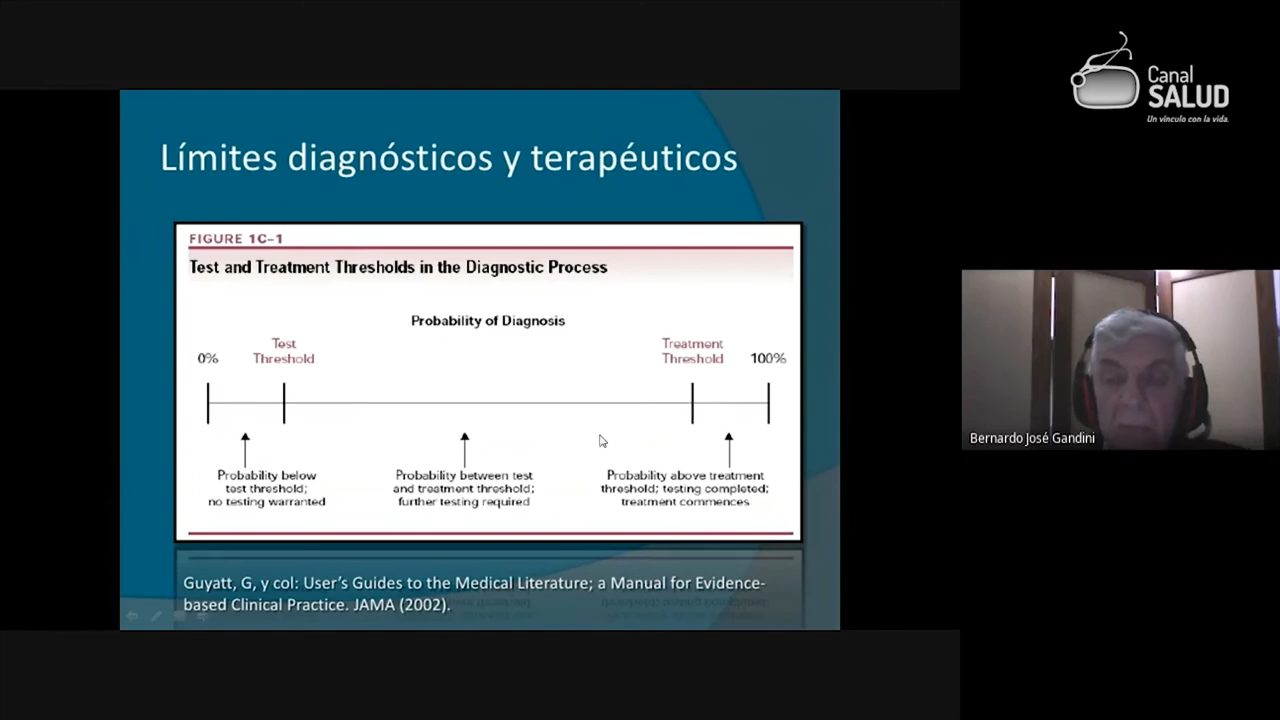 Canal
SALUD
Un vínculo con la vida.
Límites diagnósticos y terapéuticos
FIGURE 1C-1
Test and Treatment Thresholds in the Diagnostic Process
Probability of Diagnosis
0%
Test
Threshold
Treatment
Threshold
100%
Probability below
test threshold;
no testing warranted
Probability between test
and treatment threshold;
further testing required
Probability above treatment
threshold; testing completed;
treatment commences
Guyatt, G, y col: User's Guides to the Medical Literature; a Manual for Evidence-
based Clinical Practice. JAMA (2002).
Bernardo José Gandini